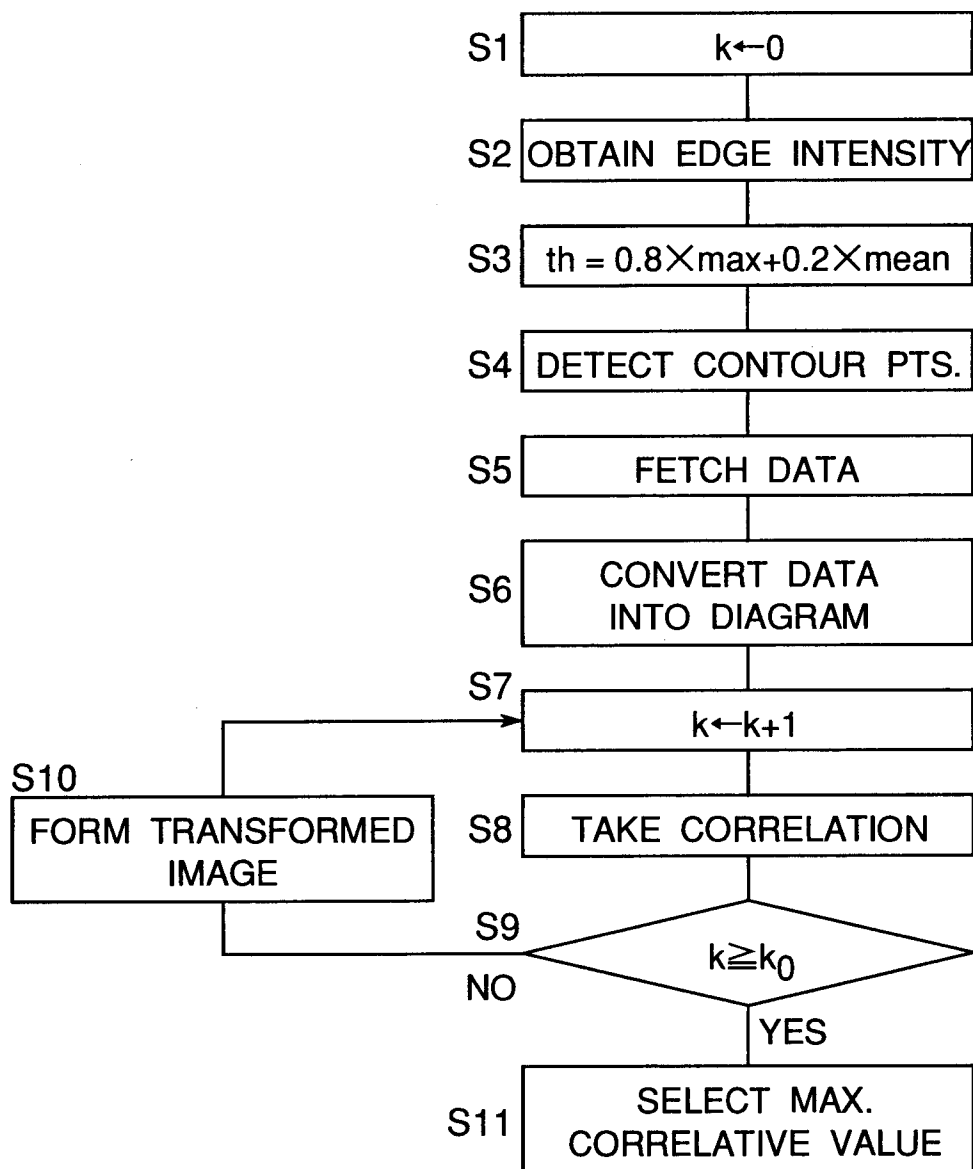 S1 k←0
S2 OBTAIN EDGE INTENSITY
S3 th = 0.8×max+0.2×mean
S4 DETECT CONTOUR PTS.
S5 FETCH DATA
S6 CONVERT DATA
INTO DIAGRAM
S7
k←k+1
S10
FORM TRANSFORMED
IMAGE
S8 TAKE CORRELATION
S9
k≧k₀
NO
YES
S11 SELECT MAX.
CORRELATIVE VALUE